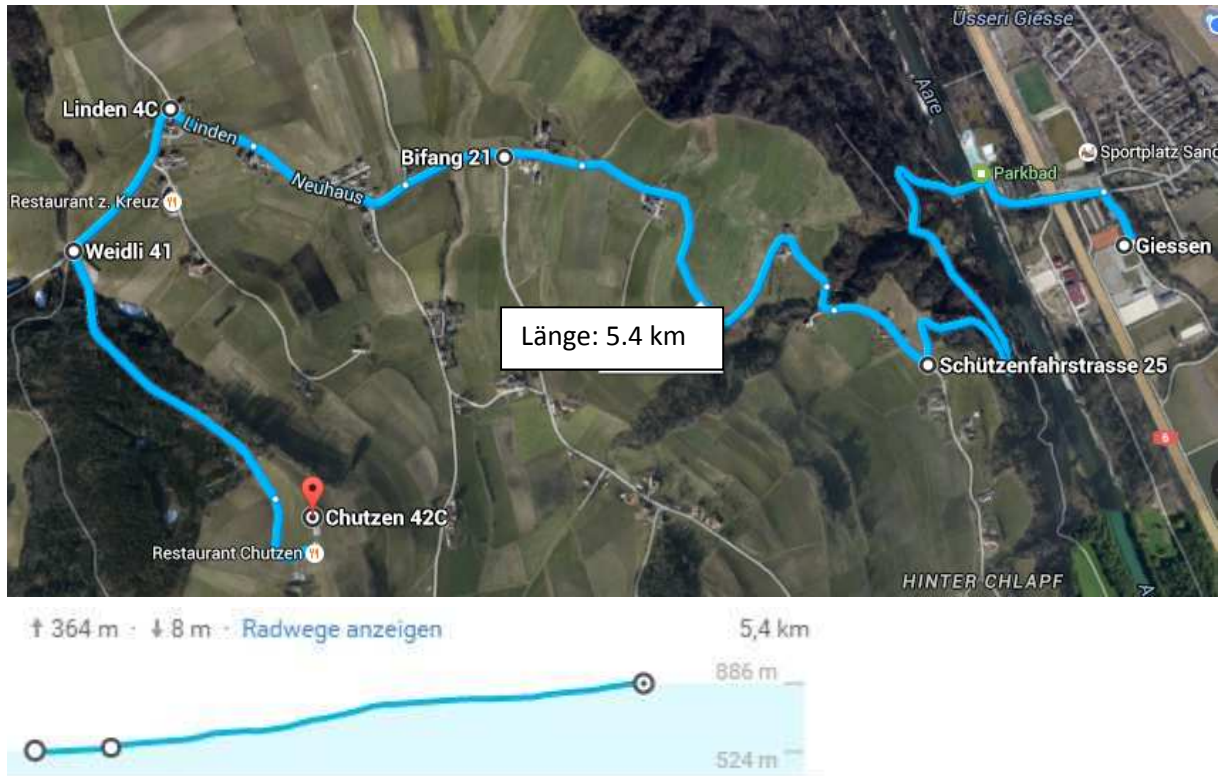 Üsseri Giesse
Aare
Linden 4C
Linden
Bifang 21
Sportplatz Sand
Parkbad
Neuhaus
Restaurant z. Kreuz
Weidli 41
Giessen
Länge: 5.4 km
Schützenfahrstrasse 25
6
Chutzen 42C
Restaurant Chutzen
HINTER CHLAPF
A
↑ 364 m · ↓ 8 m · Radwege anzeigen 5,4 km
886 m
524 m